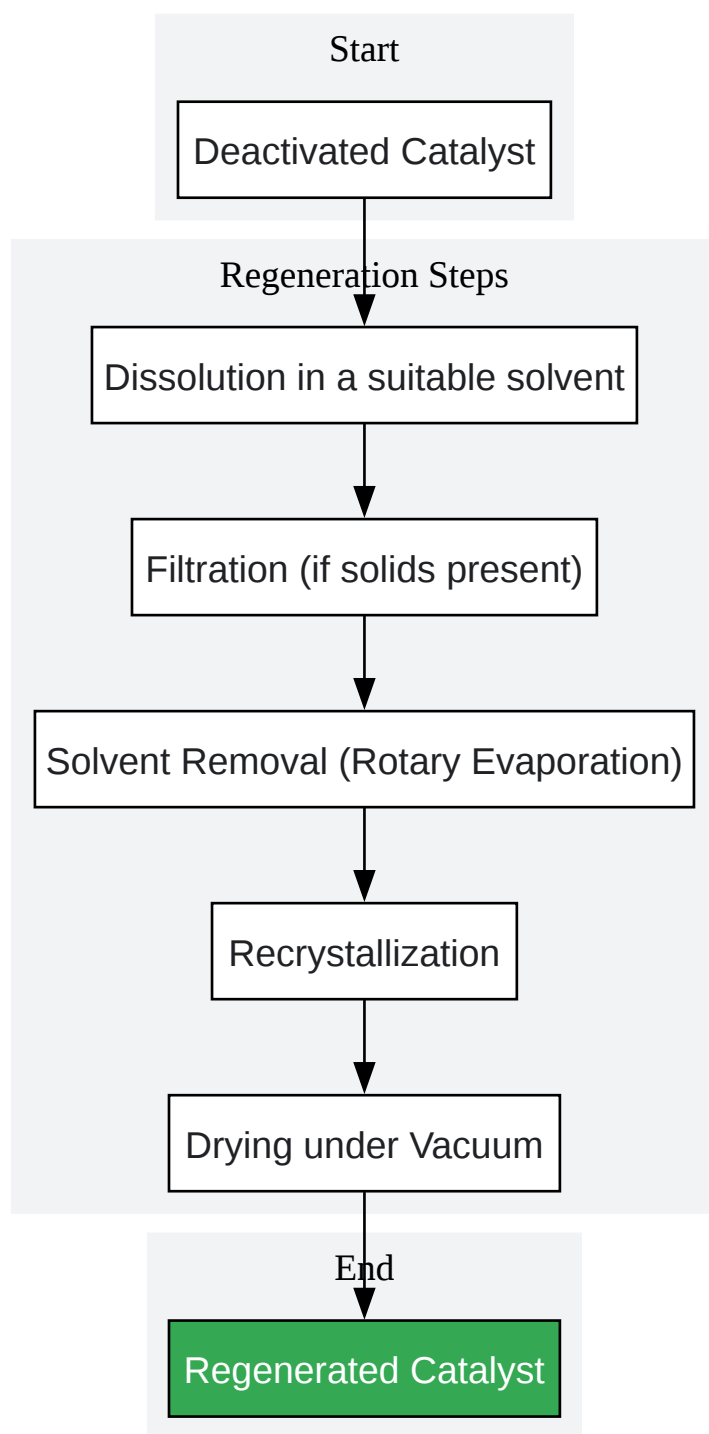 Start
Deactivated Catalyst
Regeneration Steps
Dissolution in a suitable solvent
Filtration (if solids present)
Solvent Removal (Rotary Evaporation)
Recrystallization
Drying under Vacuum
End
Regenerated Catalyst